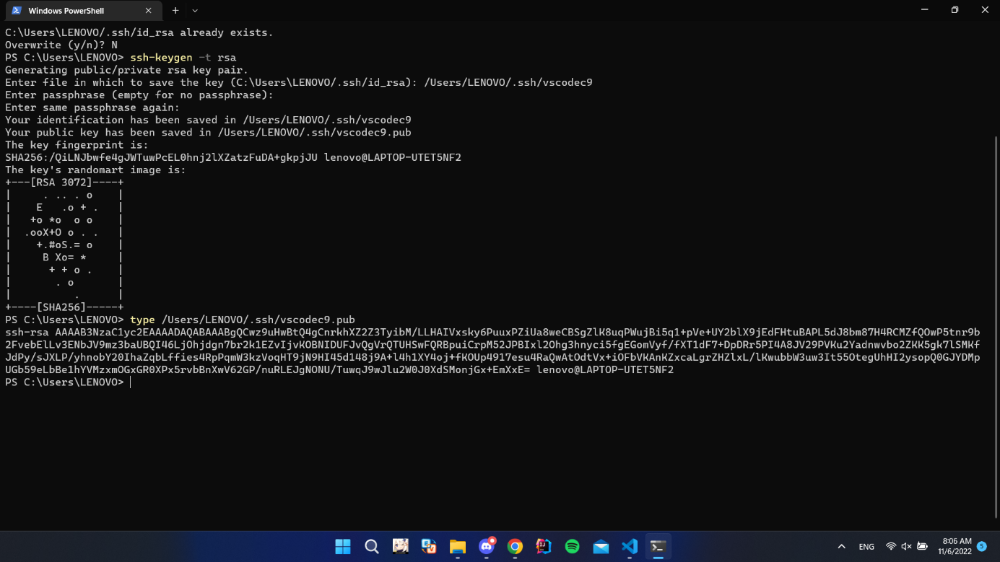 Windows PowerShell
C:\Users\LENOVO/.ssh/id_rsa already exists.
Overwrite (y/n)? N
PS C:\Users\LENOVO> ssh-keygen -t rsa
Generating public/private rsa key pair.
Enter file in which to save the key (C:\Users\LENOVO/.ssh/id_rsa): /Users/LENOVO/.ssh/vscodec9
Enter passphrase (empty for no passphrase):
Enter same passphrase again:
Your identification has been saved in /Users/LENOVO/.ssh/vscodec9
Your public key has been saved in /Users/LENOVO/.ssh/vscodec9.pub
The key fingerprint is:
SHA256:/QiLNJbwfe4gJWTuwPcEL0hnj2lXZatzFuDA+gkpjJU lenovo@LAPTOP-UTET5NF2
The key's randomart image is:
+---[RSA 3072]----+
|     . .. . o    |
|    E   .o + .   |
|   +o *o  o o    |
|  .ooX+O o . .   |
|    +.#oS.= o    |
|     B Xo= *     |
|      + + o .    |
|       . o       |
|          .      |
+----[SHA256]-----+
PS C:\Users\LENOVO> type /Users/LENOVO/.ssh/vscodec9.pub
ssh-rsa AAAAB3NzaC1yc2EAAAADAQABAAABgQCwz9uHwBtQ4gCnrkhXZ2Z3TyibM/LLHAIVxsky6PuuxPZiUa8weCBSgZlK8uqPWujBi5q1+pVe+UY2blX9jEdFHtuBAPL5dJ8bm87H4RCMZfQOwP5tnr9b
2FvebElLv3ENbJV9mz3baUBQI46LjOhjdgn7br2k1EZvIjvKOBNIDUFJvQgVrQTUHSwFQRBpuiCrpM52JPBIxl2Ohg3hnyci5fgEGomVyf/fXT1dF7+DpDRr5PI4A8JV29PVKu2Yadnwvbo2ZKK5gk7lSMKf
JdPy/sJXLP/yhnobY20IhaZqbLffies4RpPqmW3kzVoqHT9jN9HI45d148j9A+l4h1XY4oj+fKOUp4917esu4RaQwAtOdtVx+iOFbVKAnKZxcaLgrZHZlxL/lKwubbW3uw3It55OtegUhHI2ysopQ0GJYDMp
UGb59eLbBe1hYVMzxmOGxGR0XPx5rvbBnXwV62GP/nuRLEJgNONU/TuwqJ9wJlu2W0J0XdSMonjGx+EmXxE= lenovo@LAPTOP-UTET5NF2
PS C:\Users\LENOVO>
ENG
8:06 AM
11/6/2022
5